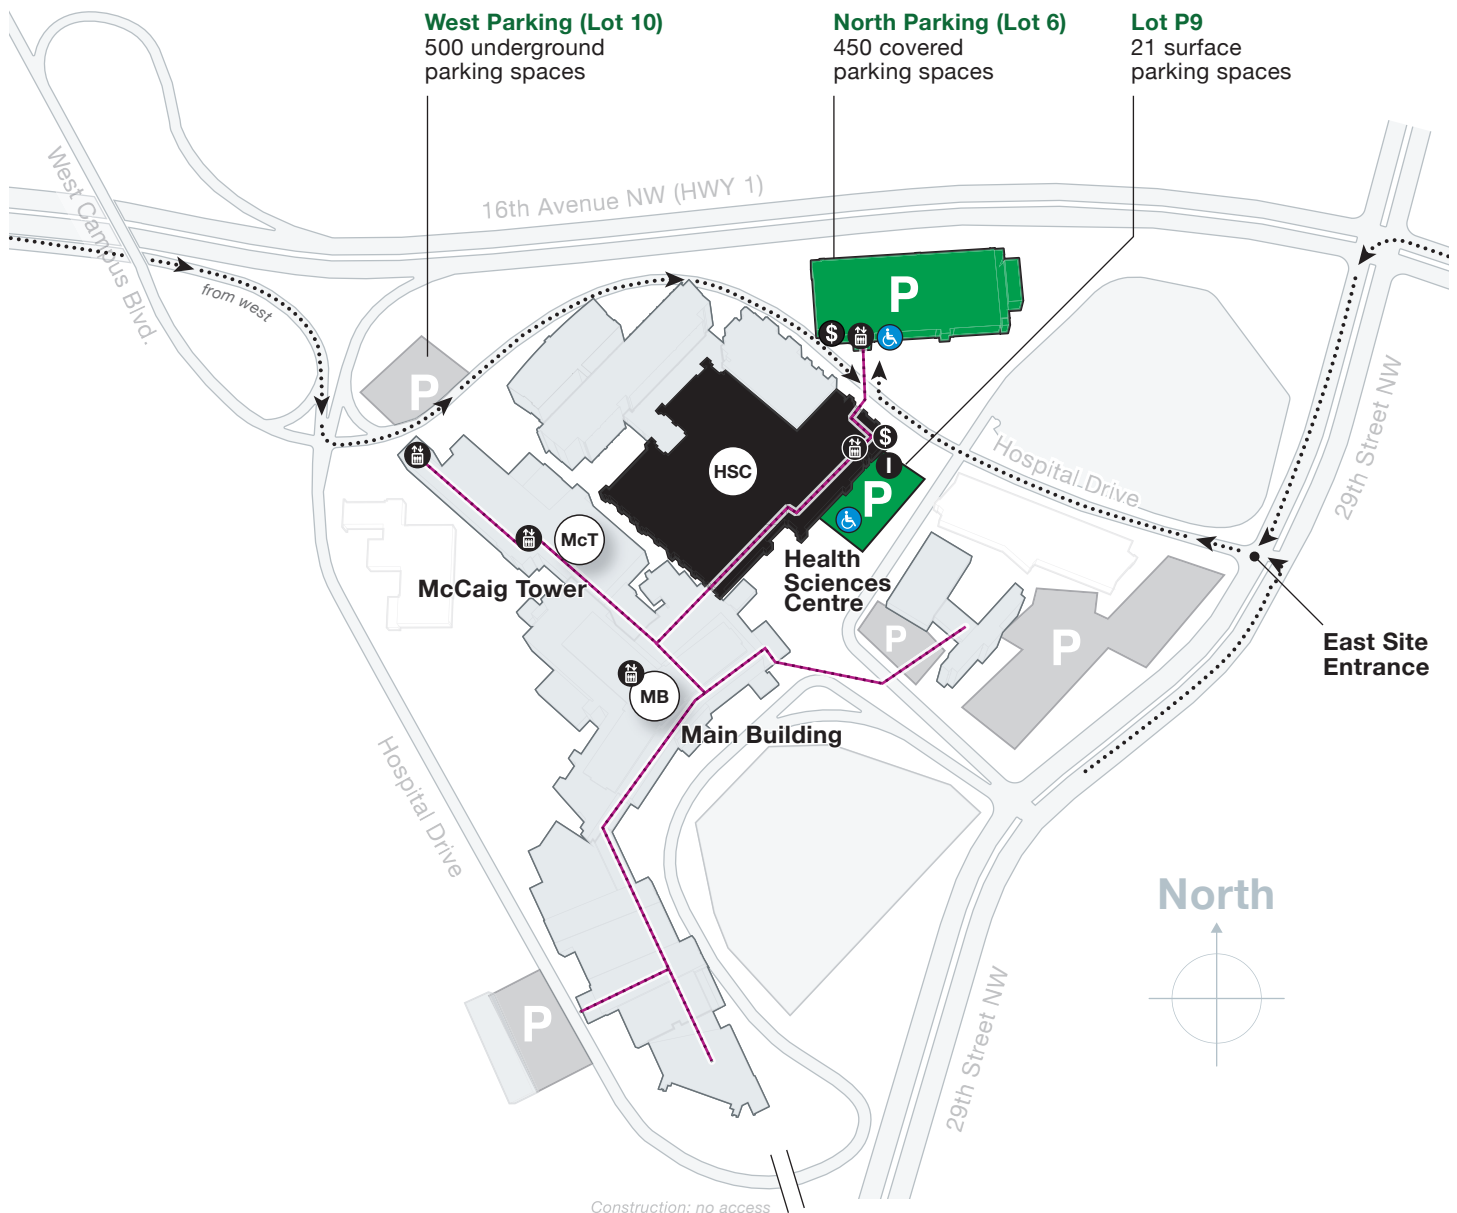 West Parking (Lot 10)
500 underground
parking spaces
North Parking (Lot 6)
450 covered
parking spaces
Lot P9
21 surface
parking spaces
West Campus Blvd.
16th Avenue NW (HWY 1)
from west
P
P
$
P
$
I
HSC
McT
McCaig Tower
Health
Sciences
Centre
Hospital Drive
29th Street NW
P
P
East Site
Entrance
MB
Main Building
Hospital Drive
North
P
29th Street NW
Construction: no access